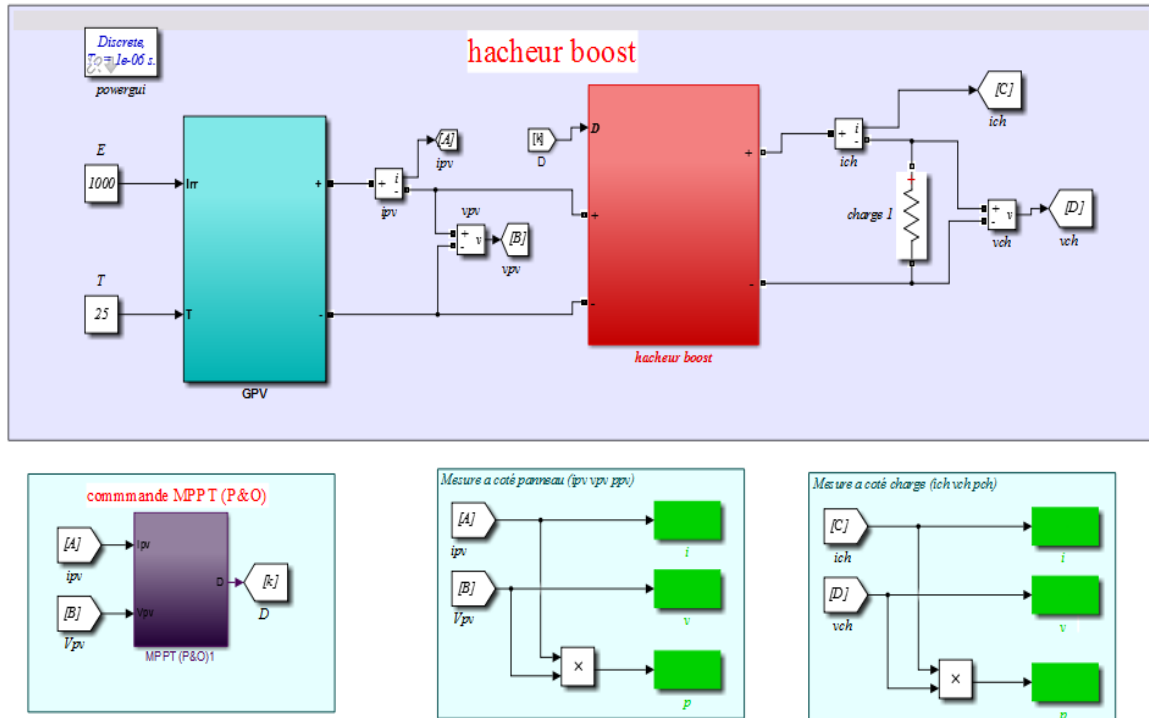 hacheur boost
Discrete,
= 1e-06 s.
powergui
E
1000
T
25
Irr
T
+
-
GPV
[A]
ipv
+
i
-
ipv
vpv
+
-
v
[B]
vpv
[k]
D
D
+
-
+
-
hacheur boost
+
i
-
ich
[C]
ich
+
charge 1
+
-
v
vch
[D]
vch
commmande MPPT (P&O)
[A]
ipv
[B]
Vpv
Ipv
Vpv
D
MPPT (P&O)1
[k]
D
Mesure a coté panneau (ipv vpv ppv)
[A]
ipv
[B]
Vpv
×
i
v
p
Mesure a coté charge (ich vch pch)
[C]
ich
[D]
vch
×
i
v
p